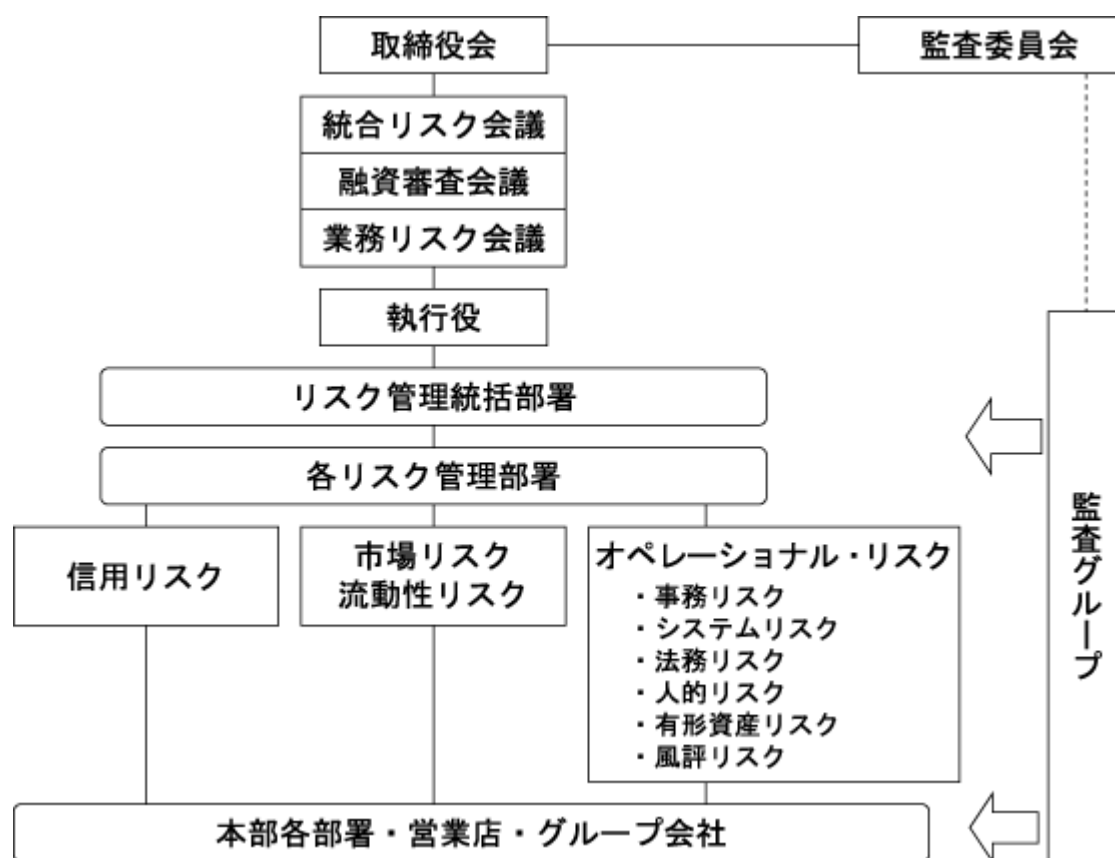 取締役会
監査委員会
統合リスク会議
融資審査会議
業務リスク会議
執行役
リスク管理統括部署
各リスク管理部署
信用リスク
市場リスク
流動性リスク
オペレーショナル・リスク
・事務リスク
・システムリスク
・法務リスク
・人的リスク
・有形資産リスク
・風評リスク
監査グループ
本部各部署・営業店・グループ会社